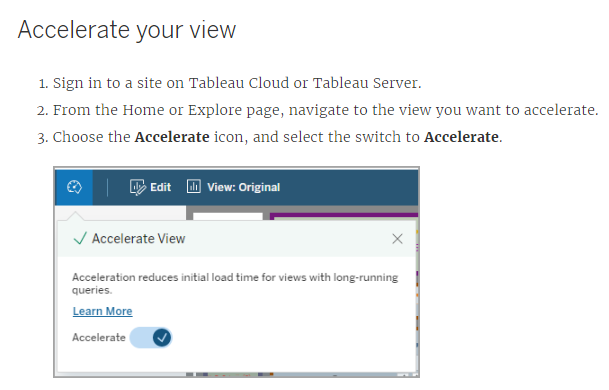 Accelerate your view
1. Sign in to a site on Tableau Cloud or Tableau Server.
2. From the Home or Explore page, navigate to the view you want to accelerate.
3. Choose the Accelerate icon, and select the switch to Accelerate.
Edit View: Original
Accelerate View
Acceleration reduces initial load time for views with long-running
queries.
Learn More
Accelerate